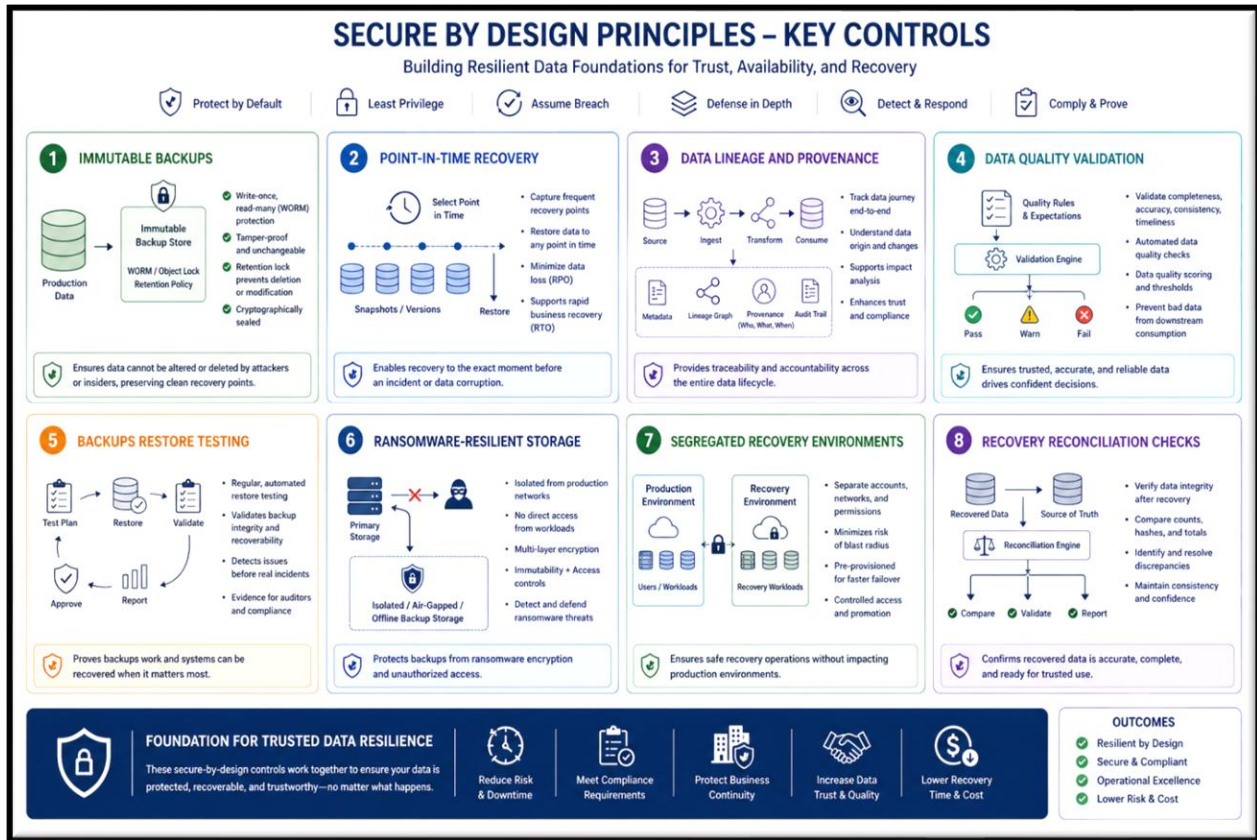 SECURE BY DESIGN PRINCIPLES – KEY CONTROLS
Building Resilient Data Foundations for Trust, Availability, and Recovery
Protect by Default
Least Privilege
Assume Breach
Defense in Depth
Detect & Respond
Comply & Prove
1 IMMUTABLE BACKUPS
Production
Data
Immutable
Backup Store
WORM / Object Lock
Retention Policy
Write-once,
read-many (WORM)
protection
Tamper-proof
and unchangeable
Retention lock
prevents deletion
or modification
Cryptographically
sealed
Ensures data cannot be altered or deleted by attackers
or insiders, preserving clean recovery points.
2 POINT-IN-TIME RECOVERY
Select Point
in Time
Snapshots / Versions
Restore
• Capture frequent
recovery points
• Restore data to
any point in time
• Minimize data
loss (RPO)
• Supports rapid
business recovery
(RTO)
Enables recovery to the exact moment before
an incident or data corruption.
3 DATA LINEAGE AND PROVENANCE
Source
Ingest
Transform
Consume
Metadata
Lineage Graph
Provenance
(Who, What, When)
Audit Trail
• Track data journey
end-to-end
• Understand data
origin and changes
• Supports impact
analysis
• Enhances trust
and compliance
Provides traceability and accountability across
the entire data lifecycle.
4 DATA QUALITY VALIDATION
Quality Rules
& Expectations
Validation Engine
Pass
Warn
Fail
• Validate completeness,
accuracy, consistency,
timeliness
• Automated data
quality checks
• Data quality scoring
and thresholds
• Prevent bad data
from downstream
consumption
Ensures trusted, accurate, and reliable data
drives confident decisions.
5 BACKUPS RESTORE TESTING
Test Plan
Restore
Validate
Approve
Report
• Regular, automated
restore testing
• Validates backup
integrity and
recoverability
• Detects issues
before real incidents
• Evidence for auditors
and compliance
Proves backups work and systems can be
recovered when it matters most.
6 RANSOMWARE-RESILIENT STORAGE
Primary
Storage
Isolated / Air-Gapped /
Offline Backup Storage
• Isolated from production
networks
• No direct access
from workloads
• Multi-layer encryption
• Immutability + Access
controls
• Detect and defend
ransomware threats
Protects backups from ransomware encryption
and unauthorized access.
7 SEGREGATED RECOVERY ENVIRONMENTS
Production
Environment
Users / Workloads
Recovery
Environment
Recovery Workloads
• Separate accounts,
networks, and
permissions
• Minimizes risk
of blast radius
• Pre-provisioned
for faster failover
• Controlled access
and promotion
Ensures safe recovery operations without impacting
production environments.
8 RECOVERY RECONCILIATION CHECKS
Recovered Data
Source of Truth
Reconciliation Engine
Compare
Validate
Report
• Verify data integrity
after recovery
• Compare counts,
hashes, and totals
• Identify and resolve
discrepancies
• Maintain consistency
and confidence
Confirms recovered data is accurate, complete,
and ready for trusted use.
FOUNDATION FOR TRUSTED DATA RESILIENCE
These secure-by-design controls work together to ensure your data is
protected, recoverable, and trustworthy—no matter what happens.
Reduce Risk
& Downtime
Meet Compliance
Requirements
Protect Business
Continuity
Increase Data
Trust & Quality
$
Lower Recovery
Time & Cost
OUTCOMES
Resilient by Design
Secure & Compliant
Operational Excellence
Lower Risk & Cost